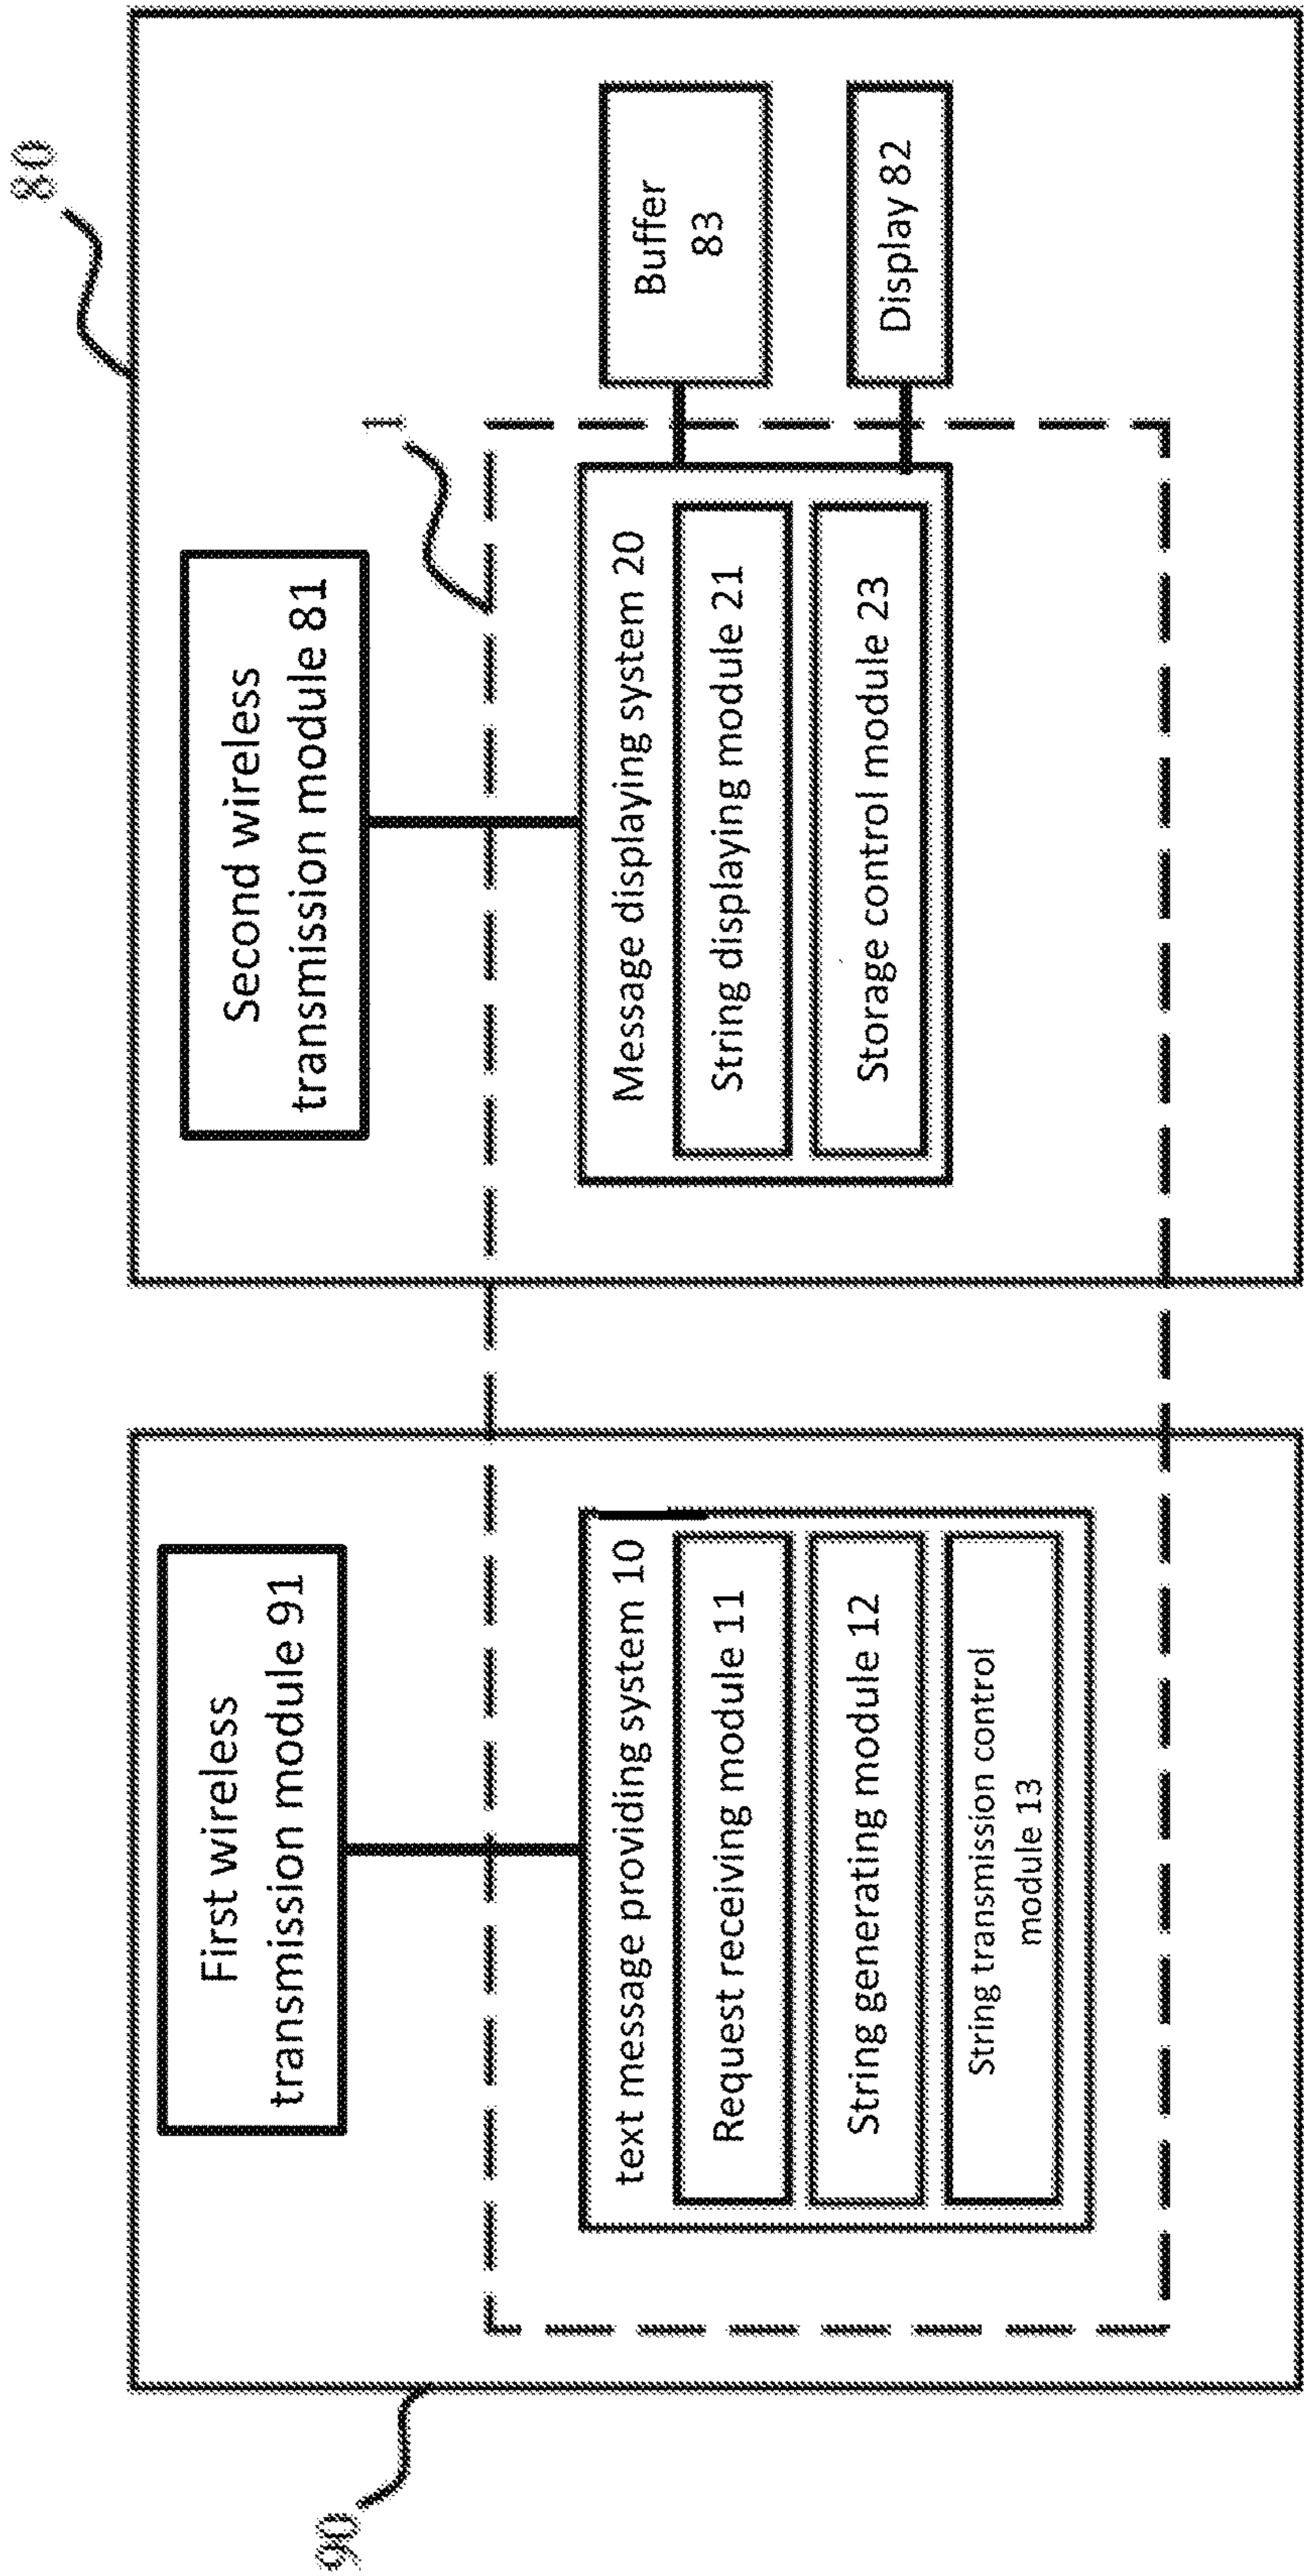 90
First wireless
transmission module 91
text message providing system 10
Request receiving module 11
String generating module 12
String transmission control
module 13
80
Second wireless
transmission module 81
1
Message displaying system 20
String displaying module 21
Storage control module 23
Buffer
83
Display 82